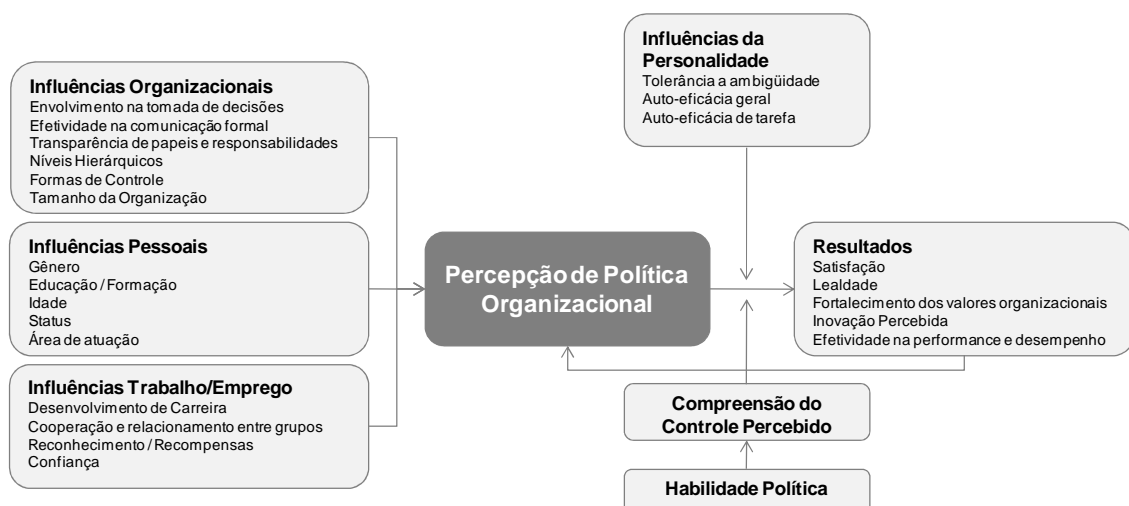 Influências Organizacionais
Envolvimento na tomada de decisões
Efetividade na comunicação formal
Transparência de papeis e responsabilidades
Níveis Hierárquicos
Formas de Controle
Tamanho da Organização
Influências Pessoais
Gênero
Educação / Formação
Idade
Status
Área de atuação
Influências Trabalho/Emprego
Desenvolvimento de Carreira
Cooperação e relacionamento entre grupos
Reconhecimento / Recompensas
Confiança
Percepção de Política
Organizacional
Influências da
Personalidade
Tolerância a ambigüidade
Auto-eficácia geral
Auto-eficácia de tarefa
Resultados
Satisfação
Lealdade
Fortalecimento dos valores organizacionais
Inovação Percebida
Efetividade na performance e desempenho
Compreensão do
Controle Percebido
Habilidade Política